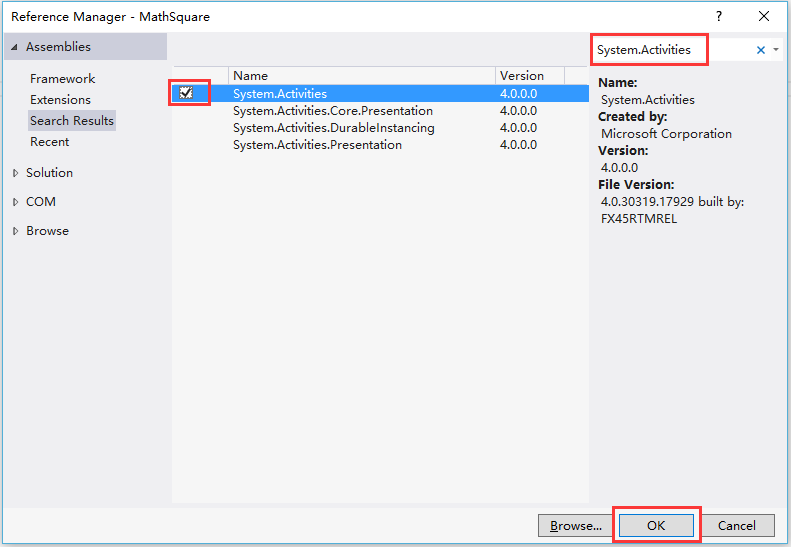 Reference Manager - MathSquare
?
Assemblies
Framework
Extensions
Search Results
Recent
Solution
COM
Browse
Name Version
System.Activities 4.0.0.0
System.Activities.Core.Presentation 4.0.0.0
System.Activities.DurableInstancing 4.0.0.0
System.Activities.Presentation 4.0.0.0
System.Activities
Name:
System.Activities
Created by:
Microsoft Corporation
Version:
4.0.0.0
File Version:
4.0.30319.17929 built by:
FX45RTMREL
Browse... OK Cancel